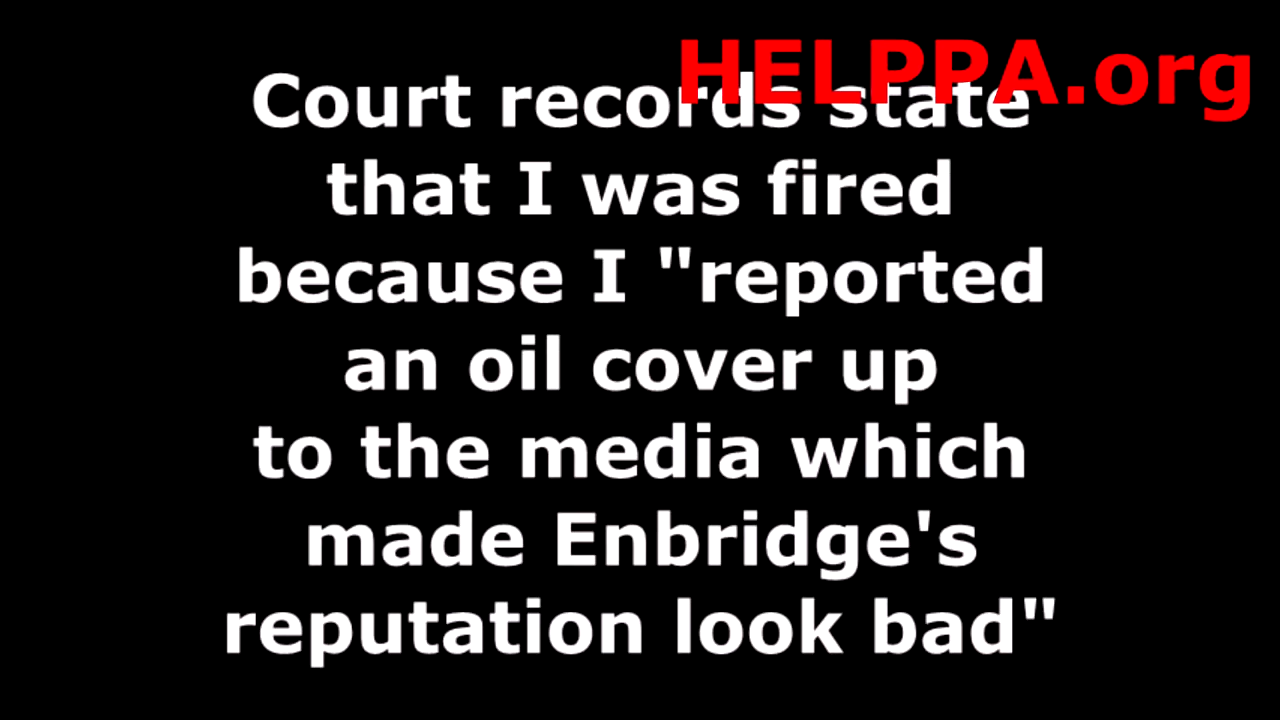 HELPPA.org
Court records state
that I was fired
because I "reported
an oil cover up
to the media which
made Enbridge's
reputation look bad"